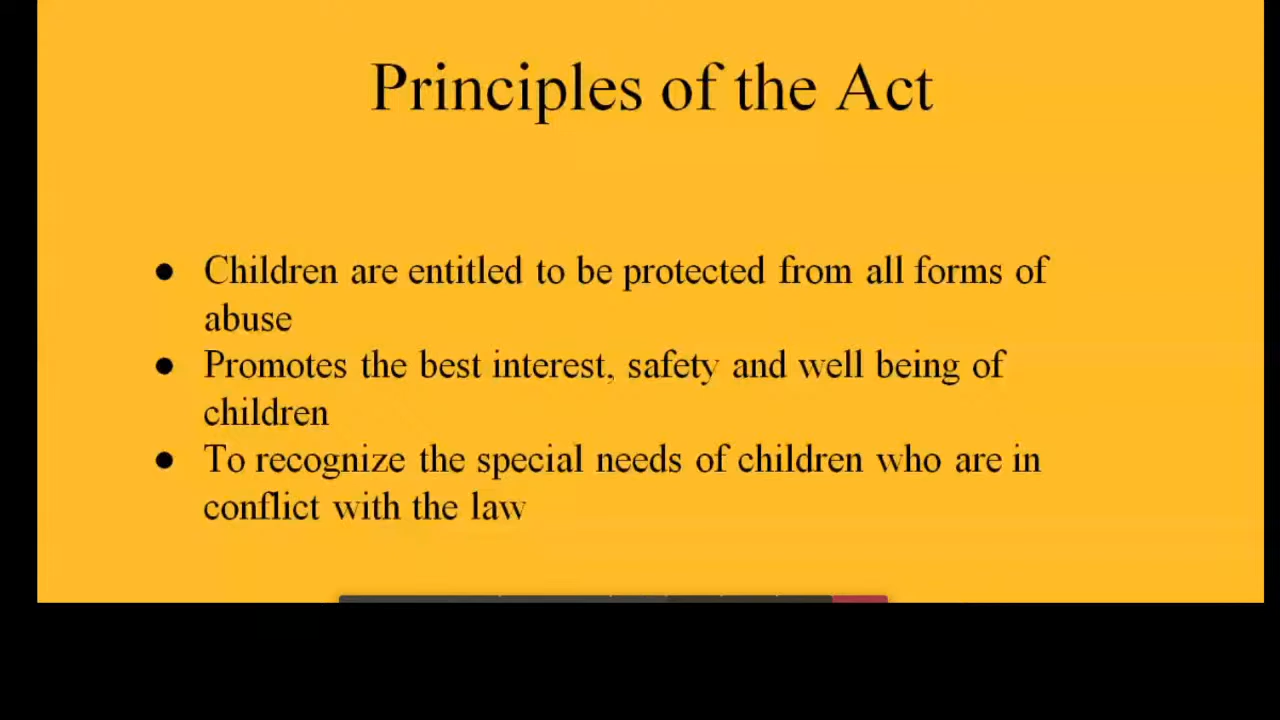 Principles of the Act
● Children are entitled to be protected from all forms of
abuse
● Promotes the best interest, safety and well being of
children
● To recognize the special needs of children who are in
conflict with the law